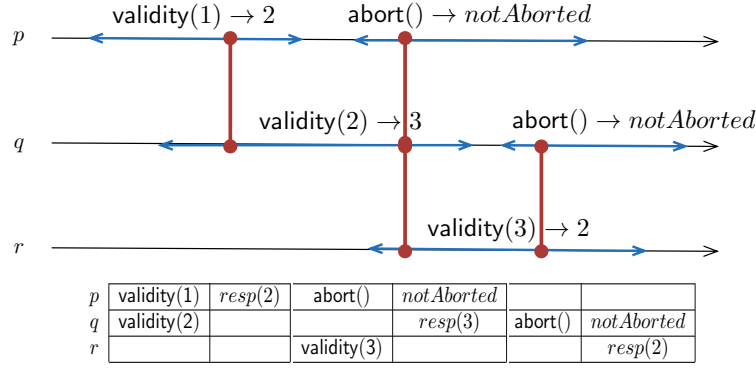 validity(1) → 2 abort() → notAborted
p
validity(2) → 3 abort() → notAborted
q
validity(3) → 2
r
p validity(1) resp(2) abort() notAborted
q validity(2) resp(3) abort() notAborted
r validity(3) resp(2)